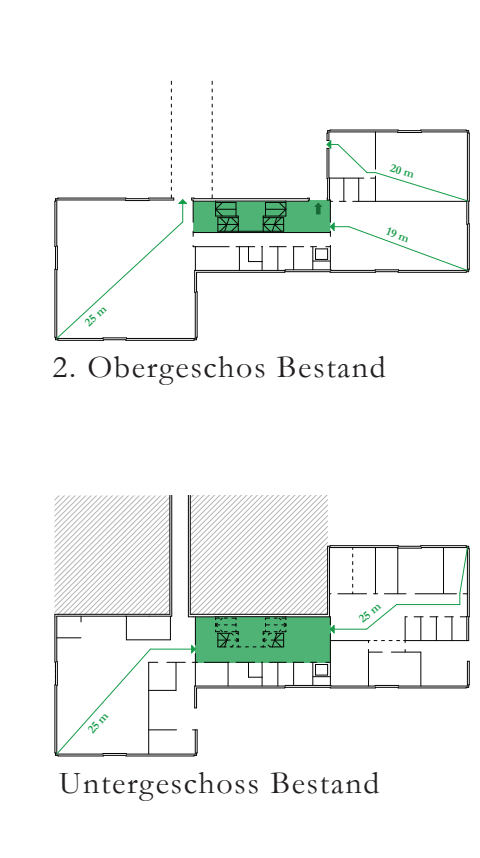 20 m
19 m
25 m
2. Obergeschos Bestand
25 m
25 m
Untergeschoss Bestand